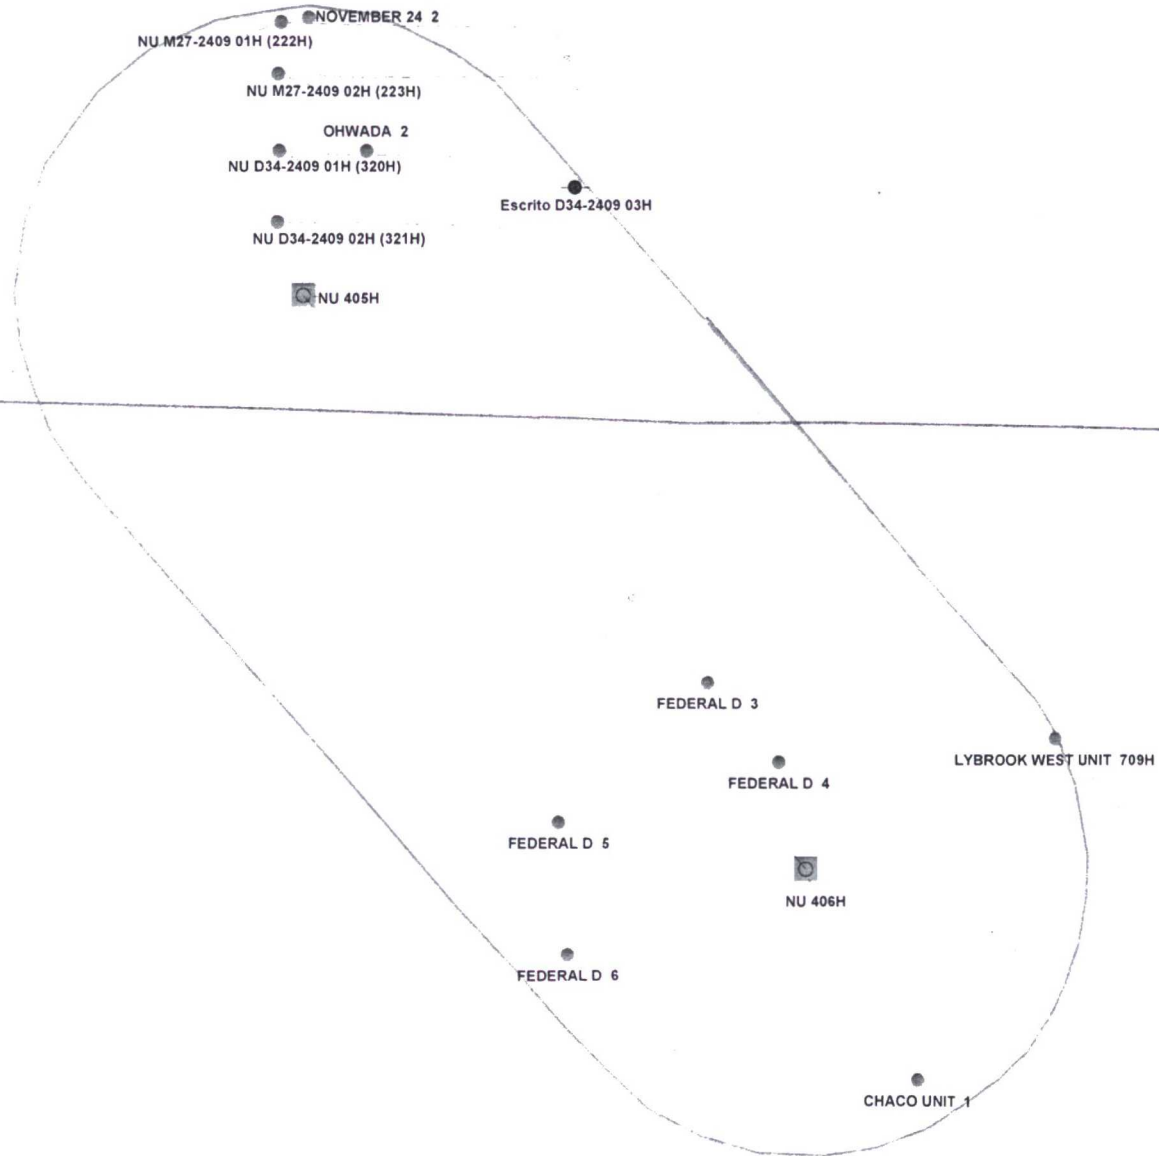 NOVEMBER 24 2
NU M27-2409 01H (222H)
NU M27-2409 02H (223H)
OHWADA 2
NU D34-2409 01H (320H)
Escrito D34-2409 03H
NU D34-2409 02H (321H)
NU 405H
FEDERAL D 3
LYBROOK WEST UNIT 709H
FEDERAL D 4
FEDERAL D 5
NU 406H
FEDERAL D 6
CHACO UNIT 1